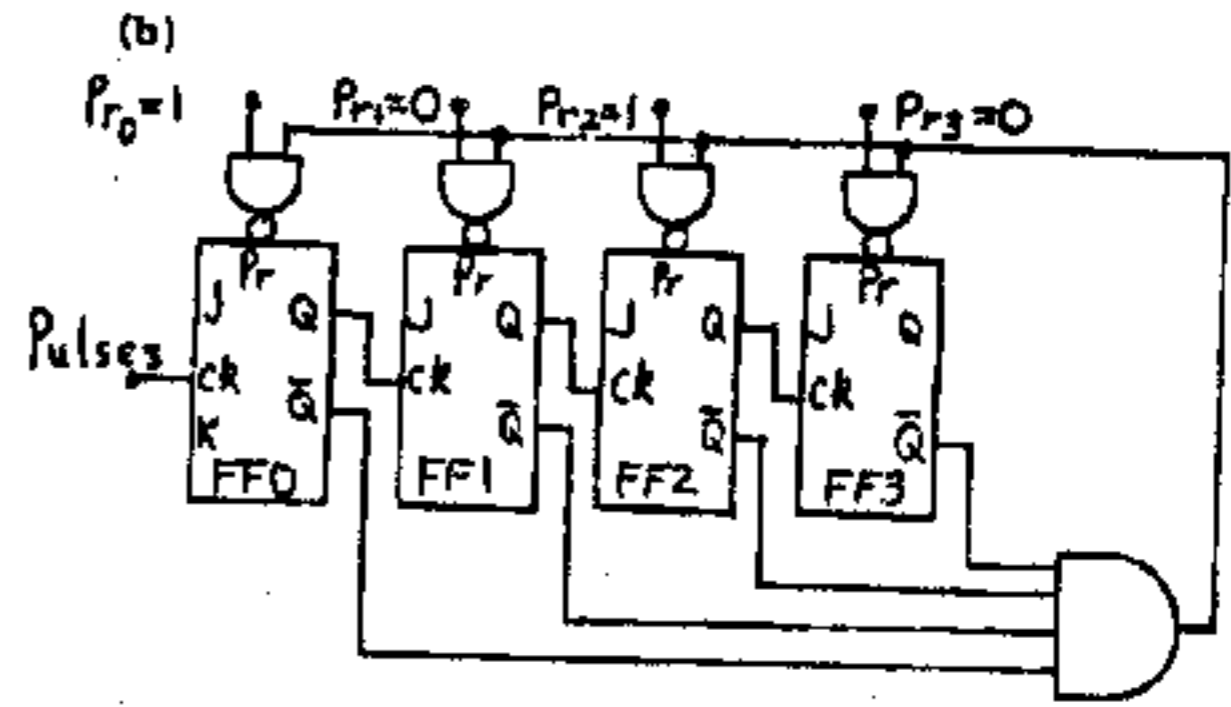 (b)
Pr₀=1 Pr₁=0 Pr₂=1 Pr₃=0
Pr Pr Pr Pr
J Q J Q J Q J Q
Pulses
ck ck ck ck
K Q̄ Q̄ Q̄ Q̄
FF0 FF1 FF2 FF3